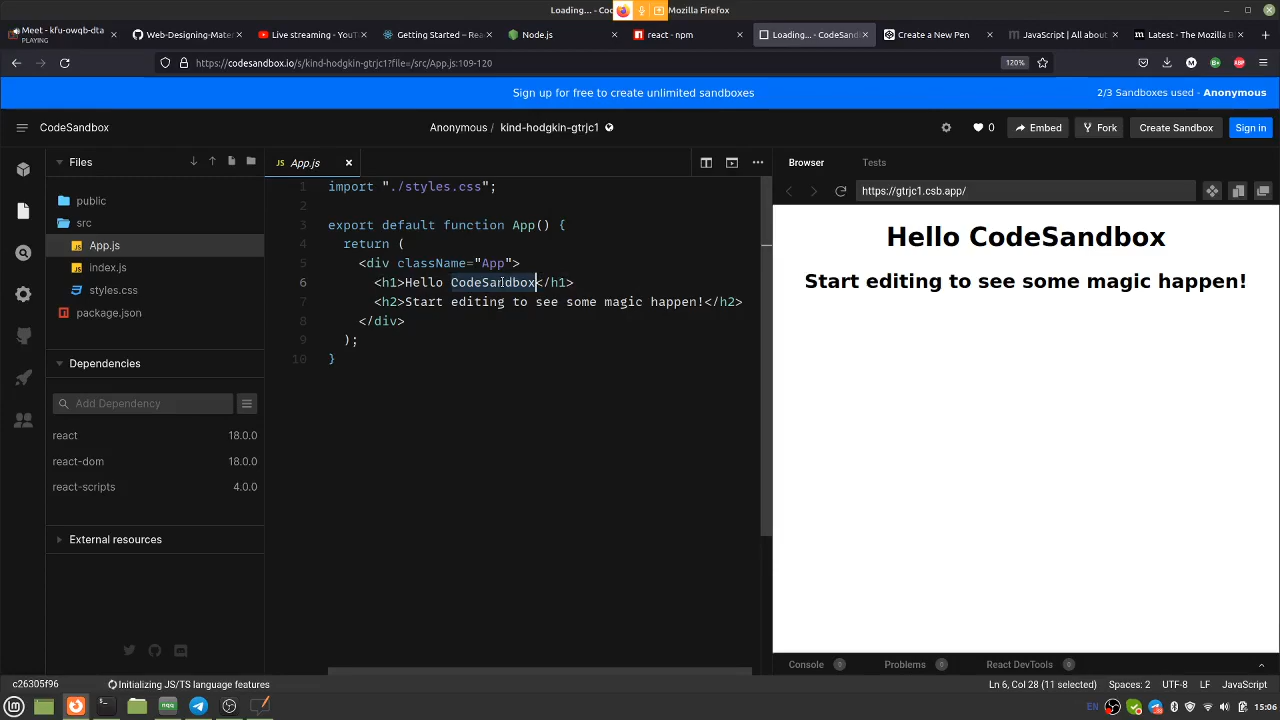 Loading... - Co
Mozilla Firefox
Meet - kfu-owqb-dta
PLAYING
Web-Designing-Mater
Live streaming - YouT
Getting Started – Rea
Node.js
react - npm
Loading... - CodeSand
Create a New Pen
JavaScript | All about
Latest - The Mozilla B
https://codesandbox.io/s/kind-hodgkin-gtrjc1?file=/src/App.js:109-120
120%
Sign up for free to create unlimited sandboxes
2/3 Sandboxes used - Anonymous
CodeSandbox
Anonymous / kind-hodgkin-gtrjc1
0
Embed
Fork
Create Sandbox
Sign in
Files
JS App.js
Browser
Tests
https://gtrjc1.csb.app/
public
src
App.js
index.js
styles.css
package.json
Dependencies
Add Dependency
react 18.0.0
react-dom 18.0.0
react-scripts 4.0.0
External resources
1 import "./styles.css";
2
3 export default function App() {
4 return (
5 <div className="App">
6 <h1>Hello CodeSandbox</h1>
7 <h2>Start editing to see some magic happen!</h2>
8 </div>
9 );
10 }
Hello CodeSandbox
Start editing to see some magic happen!
Console 0
Problems 0
React DevTools 0
c26305f96
Initializing JS/TS language features
Ln 6, Col 28 (11 selected)
Spaces: 2
UTF-8
LF
JavaScript
EN
15:06